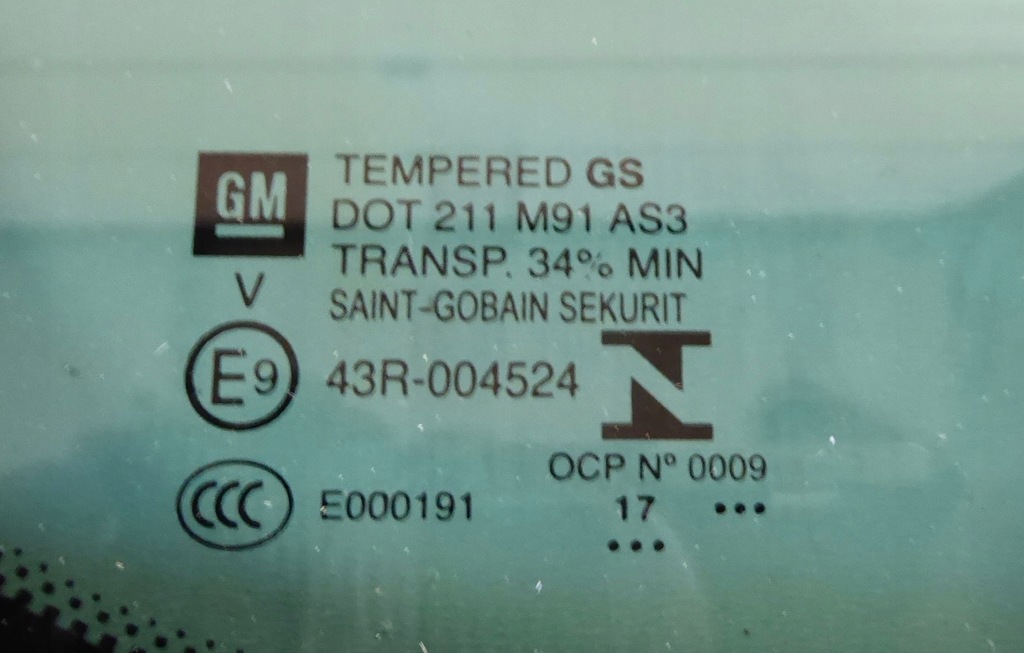 GM
TEMPERED GS
DOT 211 M91 AS3
TRANSP. 34% MIN
V
SAINT-GOBAIN SEKURIT
E9
43R-004524
N
OCP Nº 0009
CCC
E000191
17 •••
•••